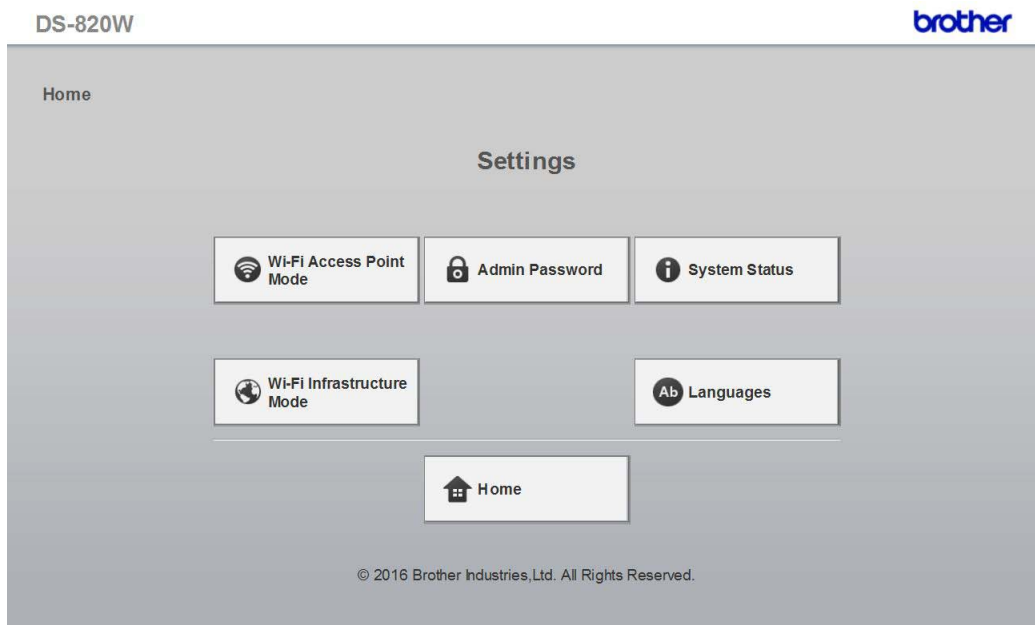 DS-820W
brother
Home
Settings
Wi-Fi Access Point
Mode
Admin Password
System Status
Wi-Fi Infrastructure
Mode
Ab
Languages
Home
© 2016 Brother Industries,Ltd. All Rights Reserved.